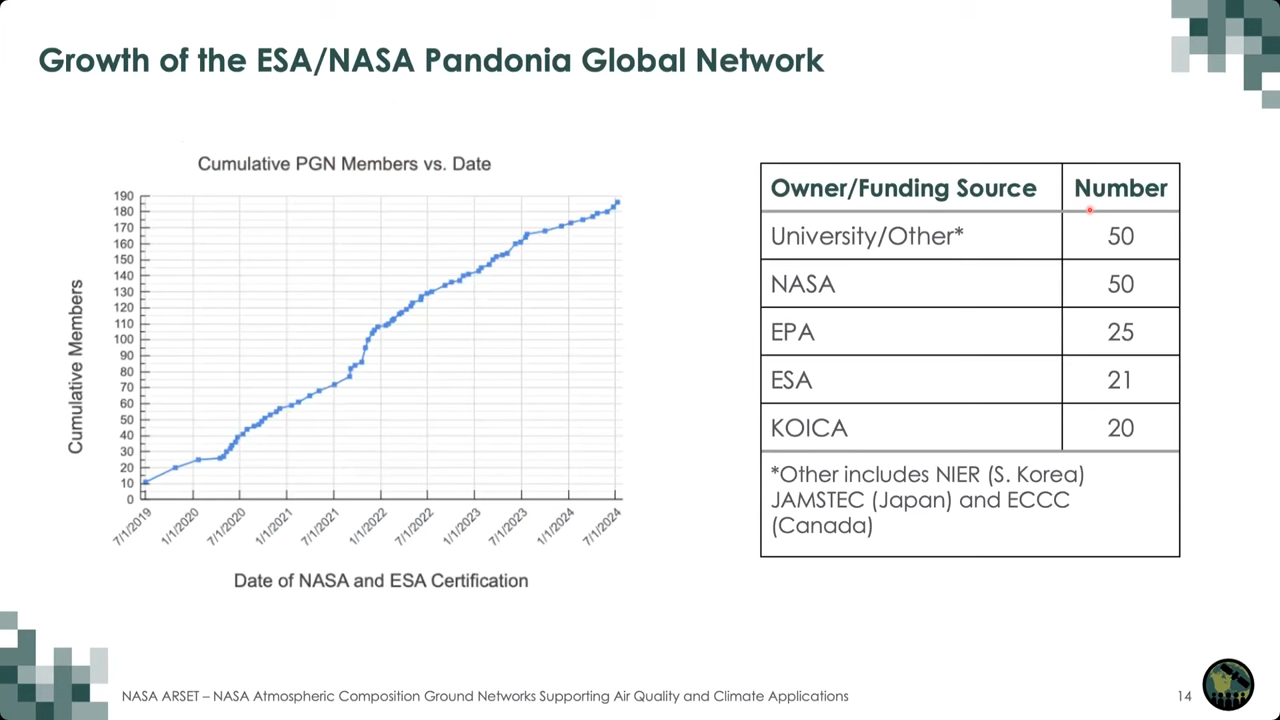 Growth of the ESA/NASA Pandonia Global Network
Cumulative PGN Members vs. Date
Cumulative Members
190
180
170
160
150
140
130
120
110
100
90
80
70
60
50
40
30
20
10
0
7/1/2019
1/1/2020
7/1/2020
1/1/2021
7/1/2021
1/1/2022
7/1/2022
1/1/2023
7/1/2023
1/1/2024
7/1/2024
Date of NASA and ESA Certification
Owner/Funding Source Number
University/Other* 50
NASA 50
EPA 25
ESA 21
KOICA 20
*Other includes NIER (S. Korea)
JAMSTEC (Japan) and ECCC
(Canada)
NASA ARSET – NASA Atmospheric Composition Ground Networks Supporting Air Quality and Climate Applications
14